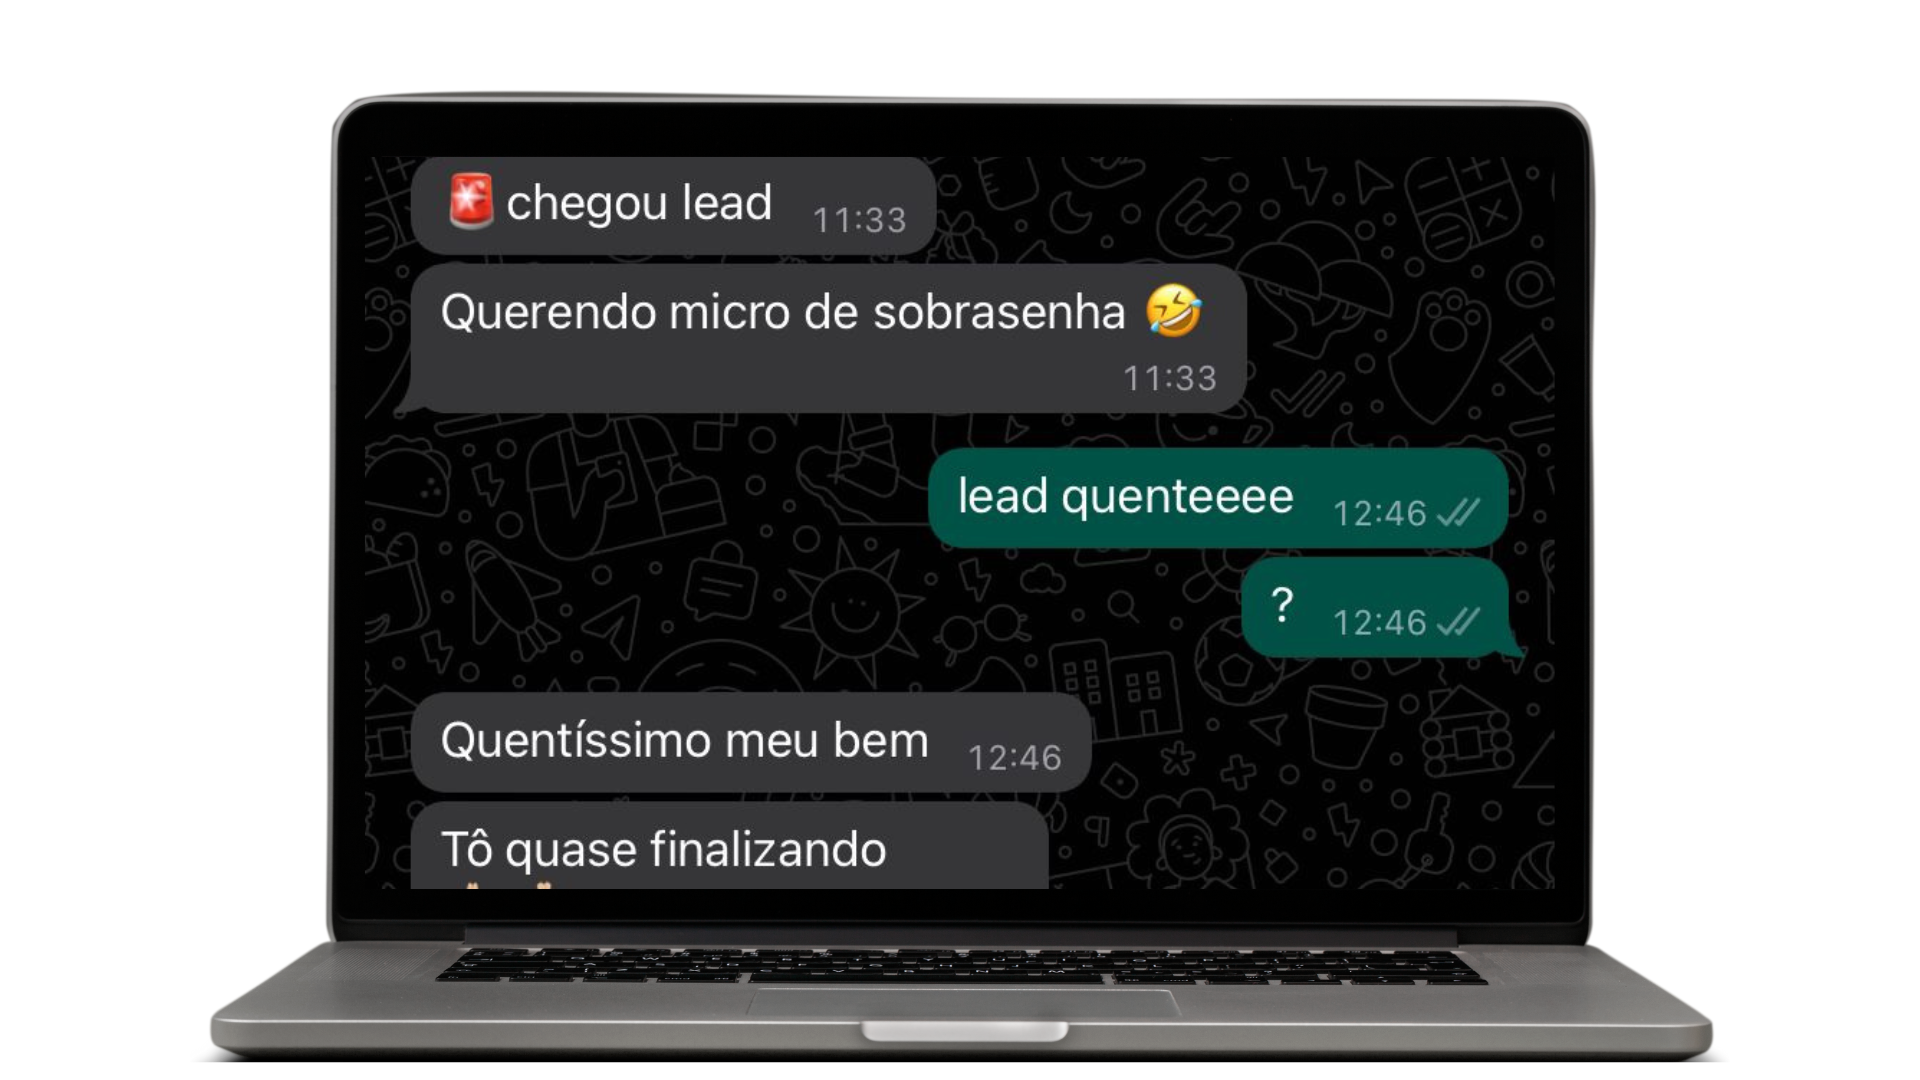 🚨 chegou lead 11:33
Querendo micro de sobrasenha 🤣
11:33
lead quenteeee 12:46
? 12:46
Quentíssimo meu bem 12:46
Tô quase finalizando